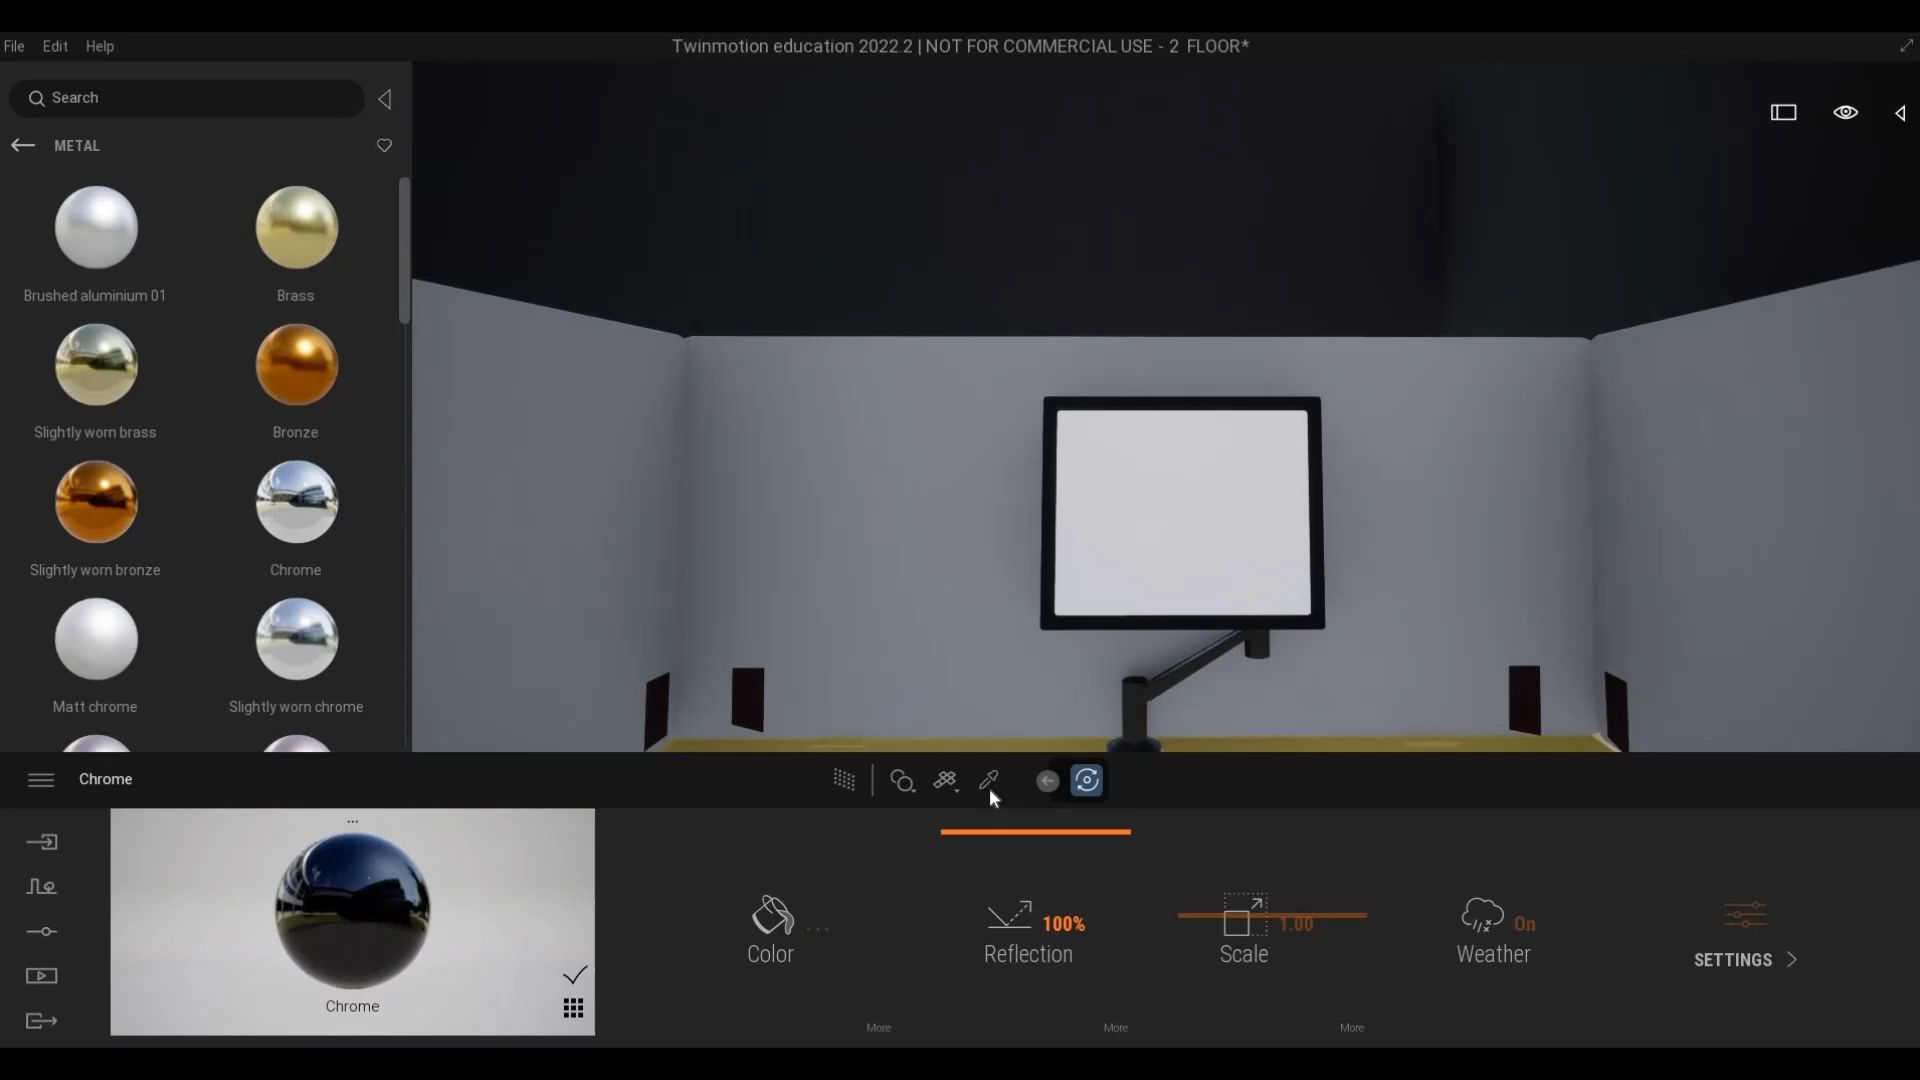 File Edit Help
Twinmotion education 2022.2 | NOT FOR COMMERCIAL USE - 2 FLOOR*
Search
METAL
Brushed aluminium 01
Brass
Slightly worn brass
Bronze
Slightly worn bronze
Chrome
Matt chrome
Slightly worn chrome
Chrome
...
Chrome
Color ...
Reflection 100%
Scale 1.00
Weather On
SETTINGS
More
More
More